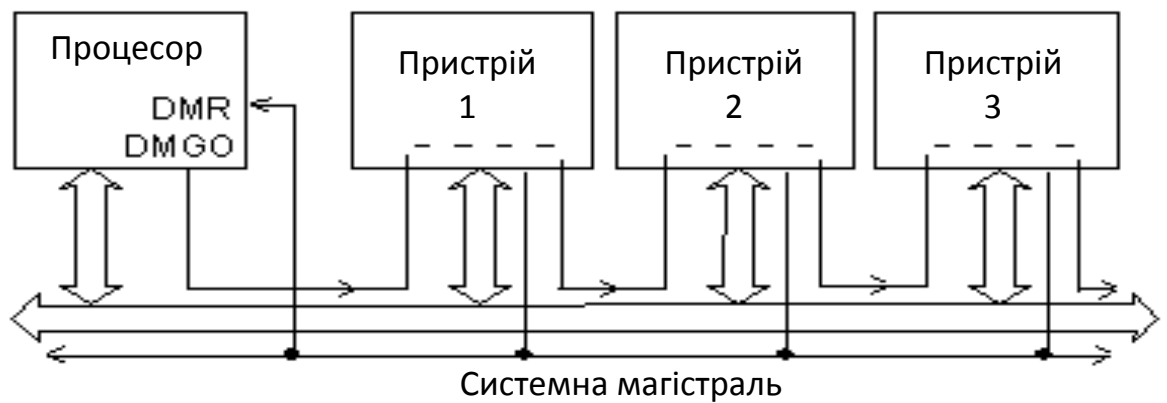 Процесор
DMR
DMGO
Пристрій
1
Пристрій
2
Пристрій
3
Системна магістраль